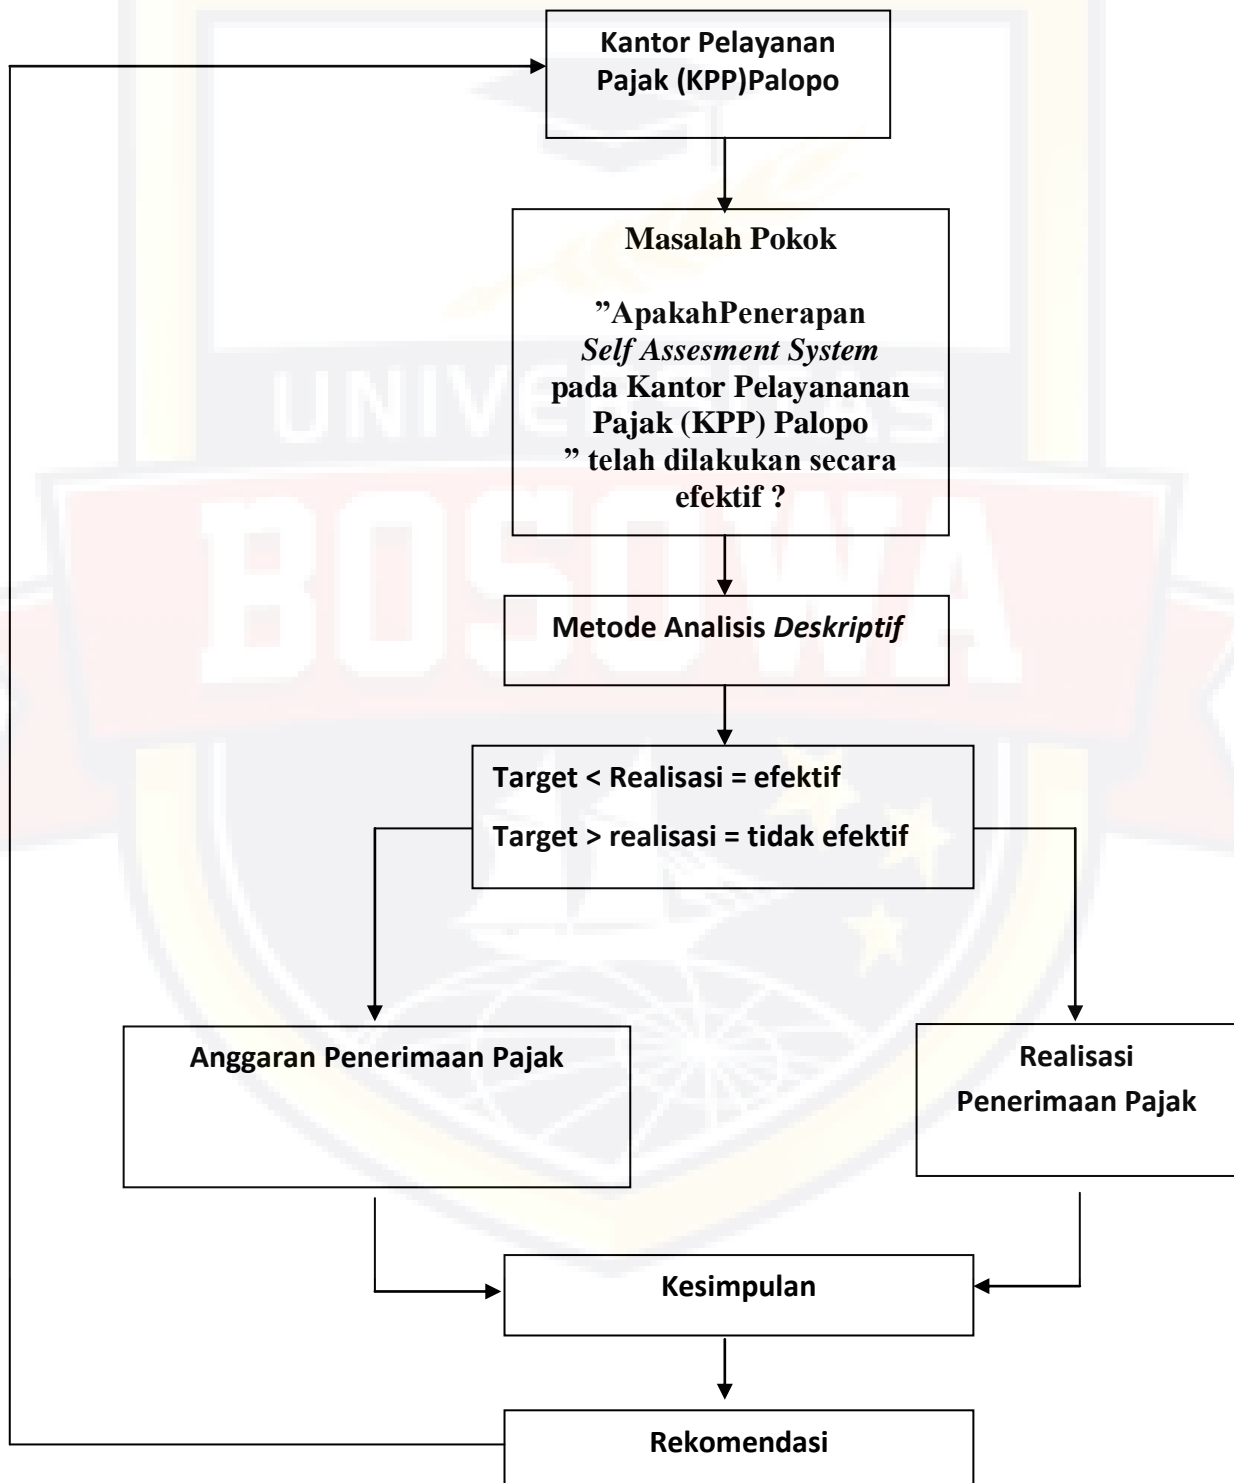 Kantor Pelayanan
Pajak (KPP)Palopo
Masalah Pokok
”ApakahPenerapan
Self Assesment System
pada Kantor Pelayananan
Pajak (KPP) Palopo
” telah dilakukan secara
efektif ?
UNIVERSITAS
BOSOWA
Metode Analisis Deskriptif
Target < Realisasi = efektif
Target > realisasi = tidak efektif
Anggaran Penerimaan Pajak
Realisasi
Penerimaan Pajak
Kesimpulan
Rekomendasi